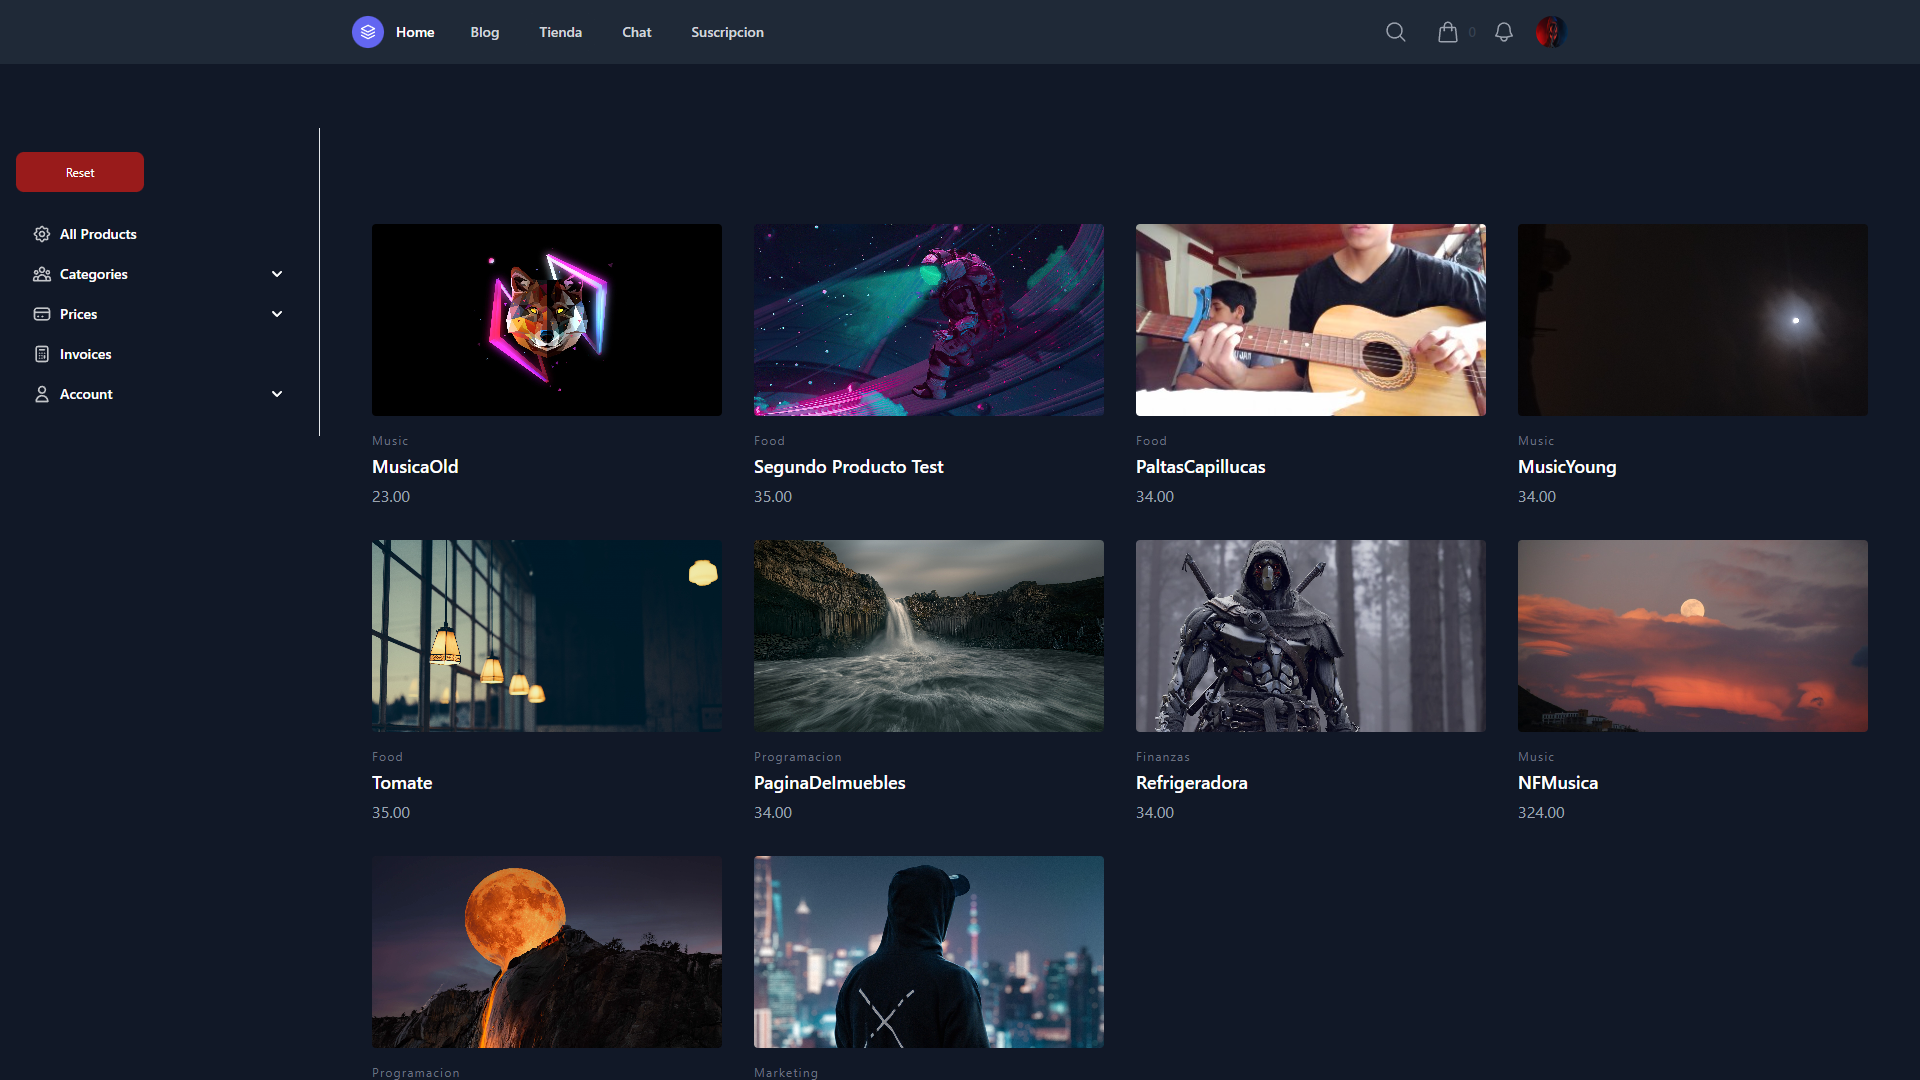 Home
Blog
Tienda
Chat
Suscripcion
0
Reset
All Products
Categories
Prices
Invoices
Account
Music
MusicaOld
23.00
Food
Segundo Producto Test
35.00
Food
PaltasCapillucas
34.00
Music
MusicYoung
34.00
Food
Tomate
35.00
Programacion
PaginaDeImuebles
34.00
Finanzas
Refrigeradora
34.00
Music
NFMusica
324.00
Programacion
Marketing